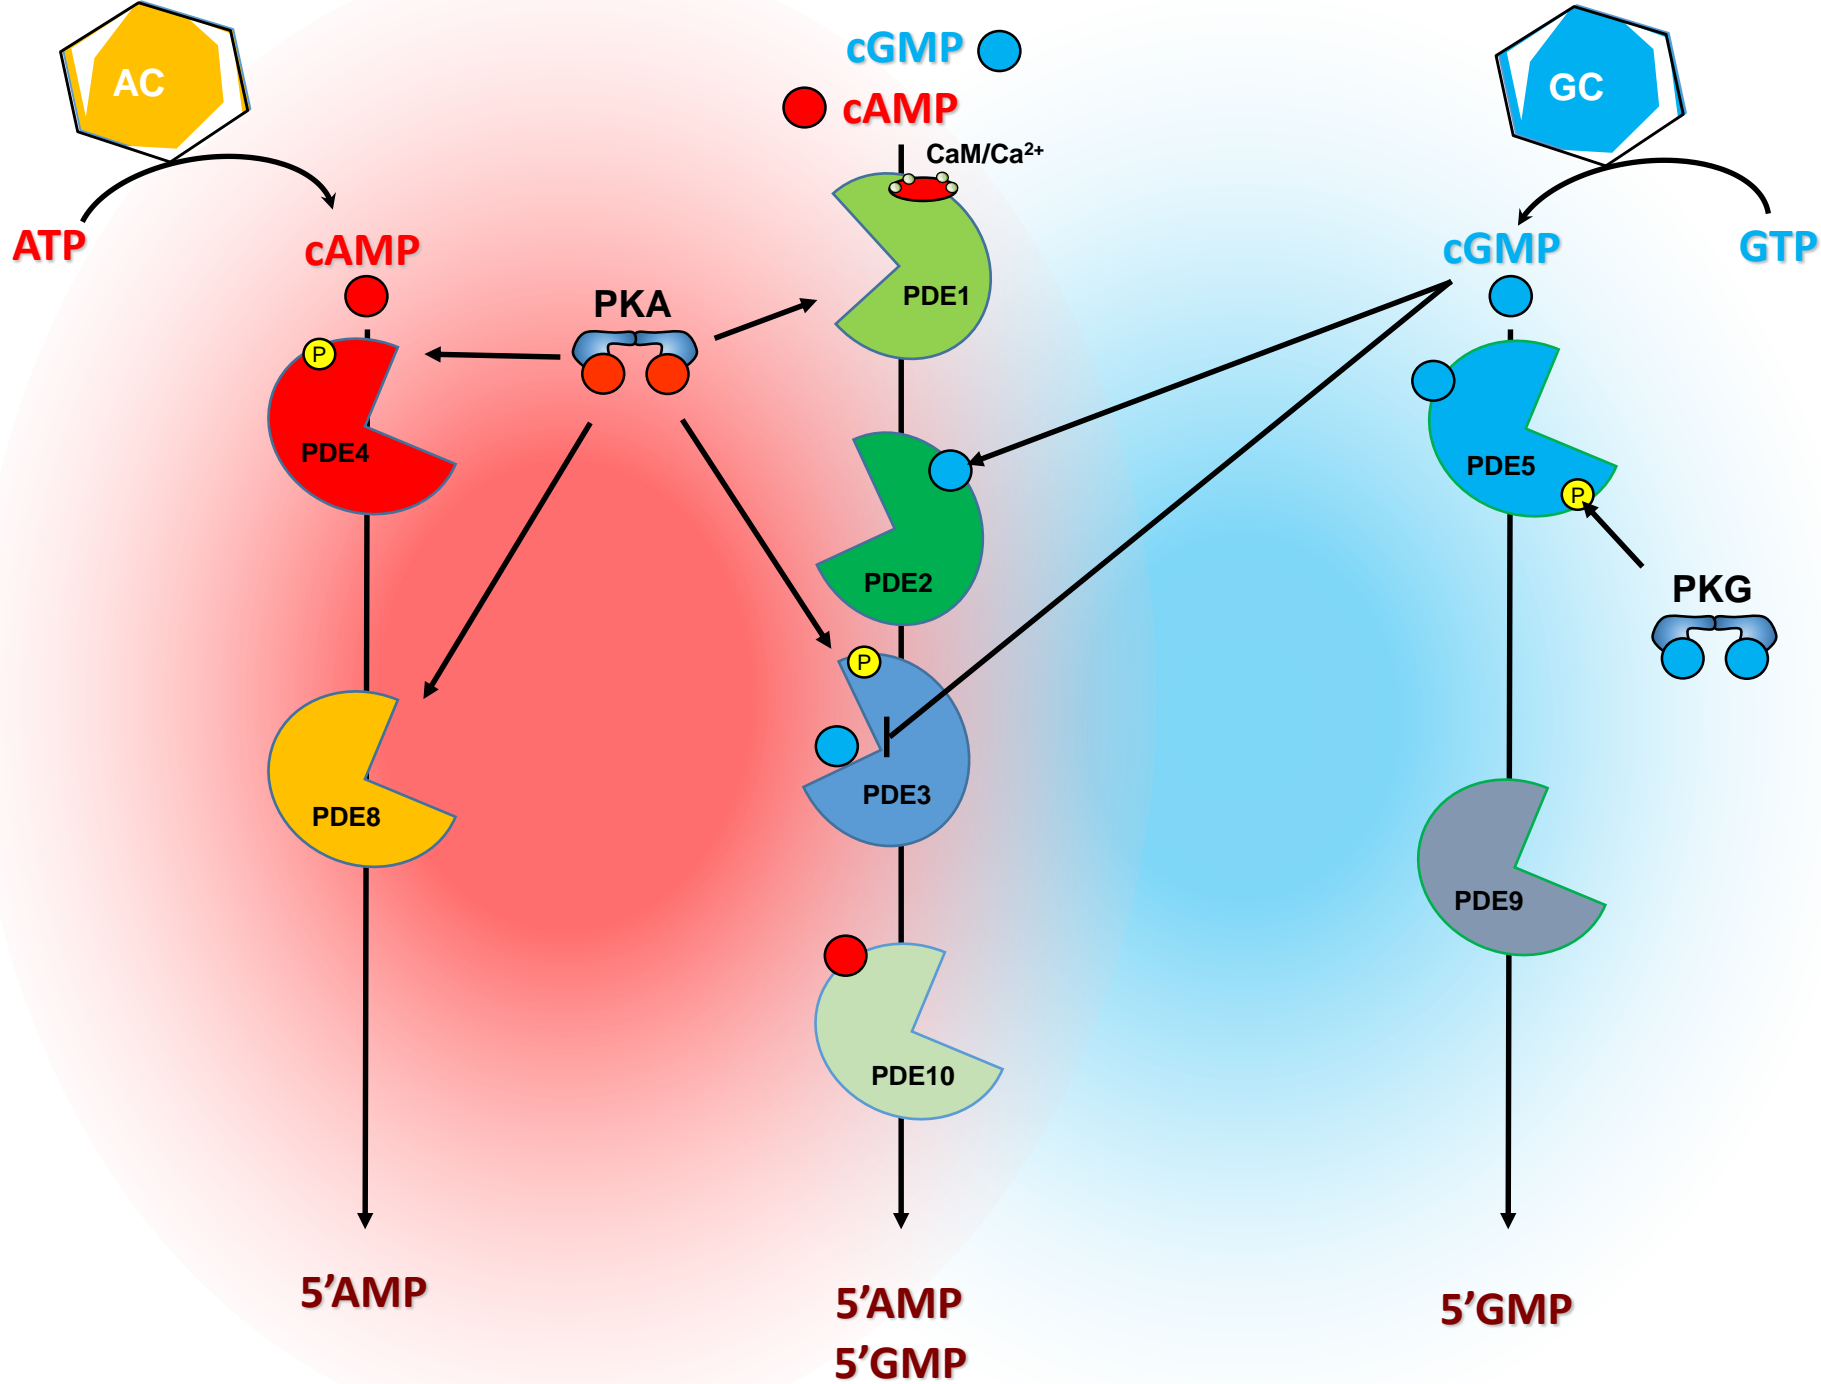 AC
cGMP
cAMP
GC
CaM/Ca²⁺
ATP
cAMP
cGMP
GTP
PKA
PDE1
P
PDE4
PDE5
P
PDE2
PKG
P
PDE3
PDE8
PDE9
PDE10
5’AMP
5’AMP
5’GMP
5’GMP